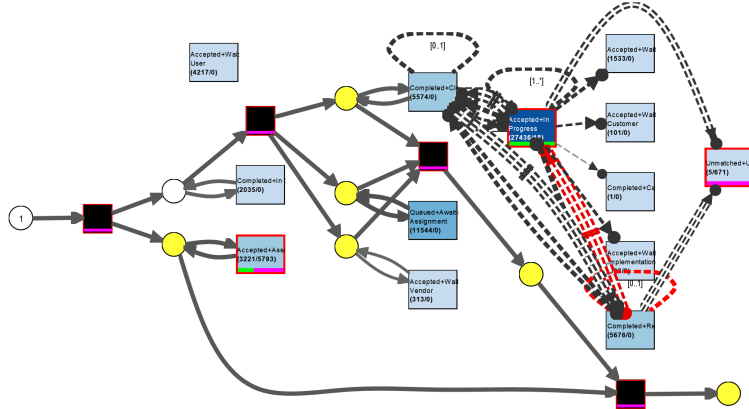 Accepted+Wait
User
(4217/0)
[0..1]
Completed+C
(5574/0)
[1..*]
Accepted+In
Progress
Accepted+Wait
(1533/0)
Accepted+Wait
Customer
(101/0)
Unmatched+U
(5/671)
Completed+In
(2035/0)
Completed+Ca
(1/0)
1
Queued+Await
Assignment
(11544/0)
Accepted+Ass
(3221/5793)
Accepted+Wait
Implementation
[0..1]
Accepted+Wait
Vendor
(313/0)
Completed+Re
(5676/0)